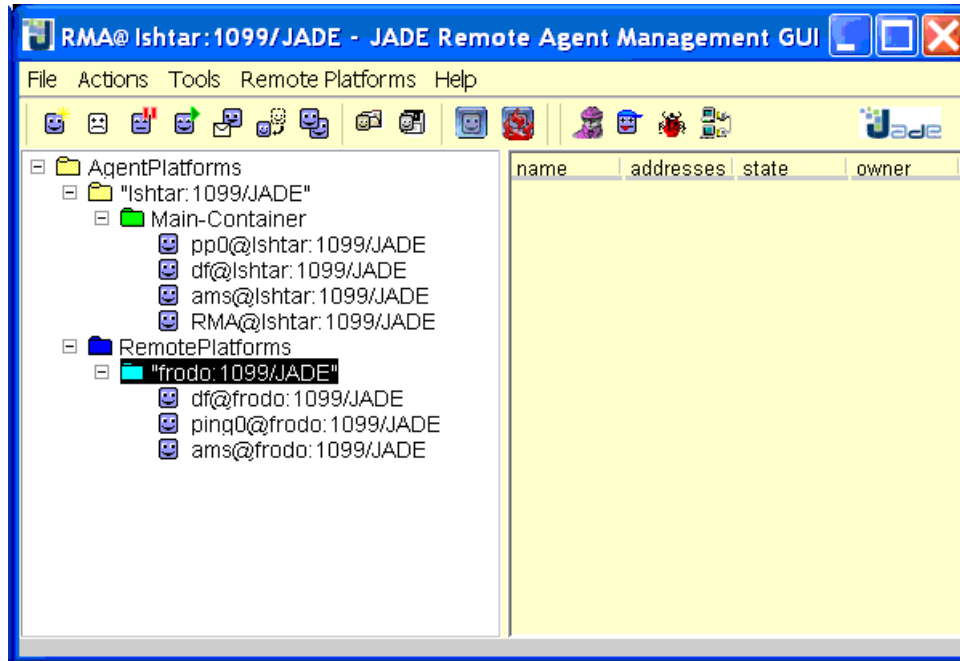 RMA@ Ishtar:1099/JADE - JADE Remote Agent Management GUI
File Actions Tools Remote Platforms Help
Jade
AgentPlatforms
"Ishtar:1099/JADE"
Main-Container
pp0@Ishtar:1099/JADE
df@Ishtar:1099/JADE
ams@Ishtar:1099/JADE
RMA@Ishtar:1099/JADE
RemotePlatforms
"frodo:1099/JADE"
df@frodo:1099/JADE
ping0@frodo:1099/JADE
ams@frodo:1099/JADE
name addresses state owner